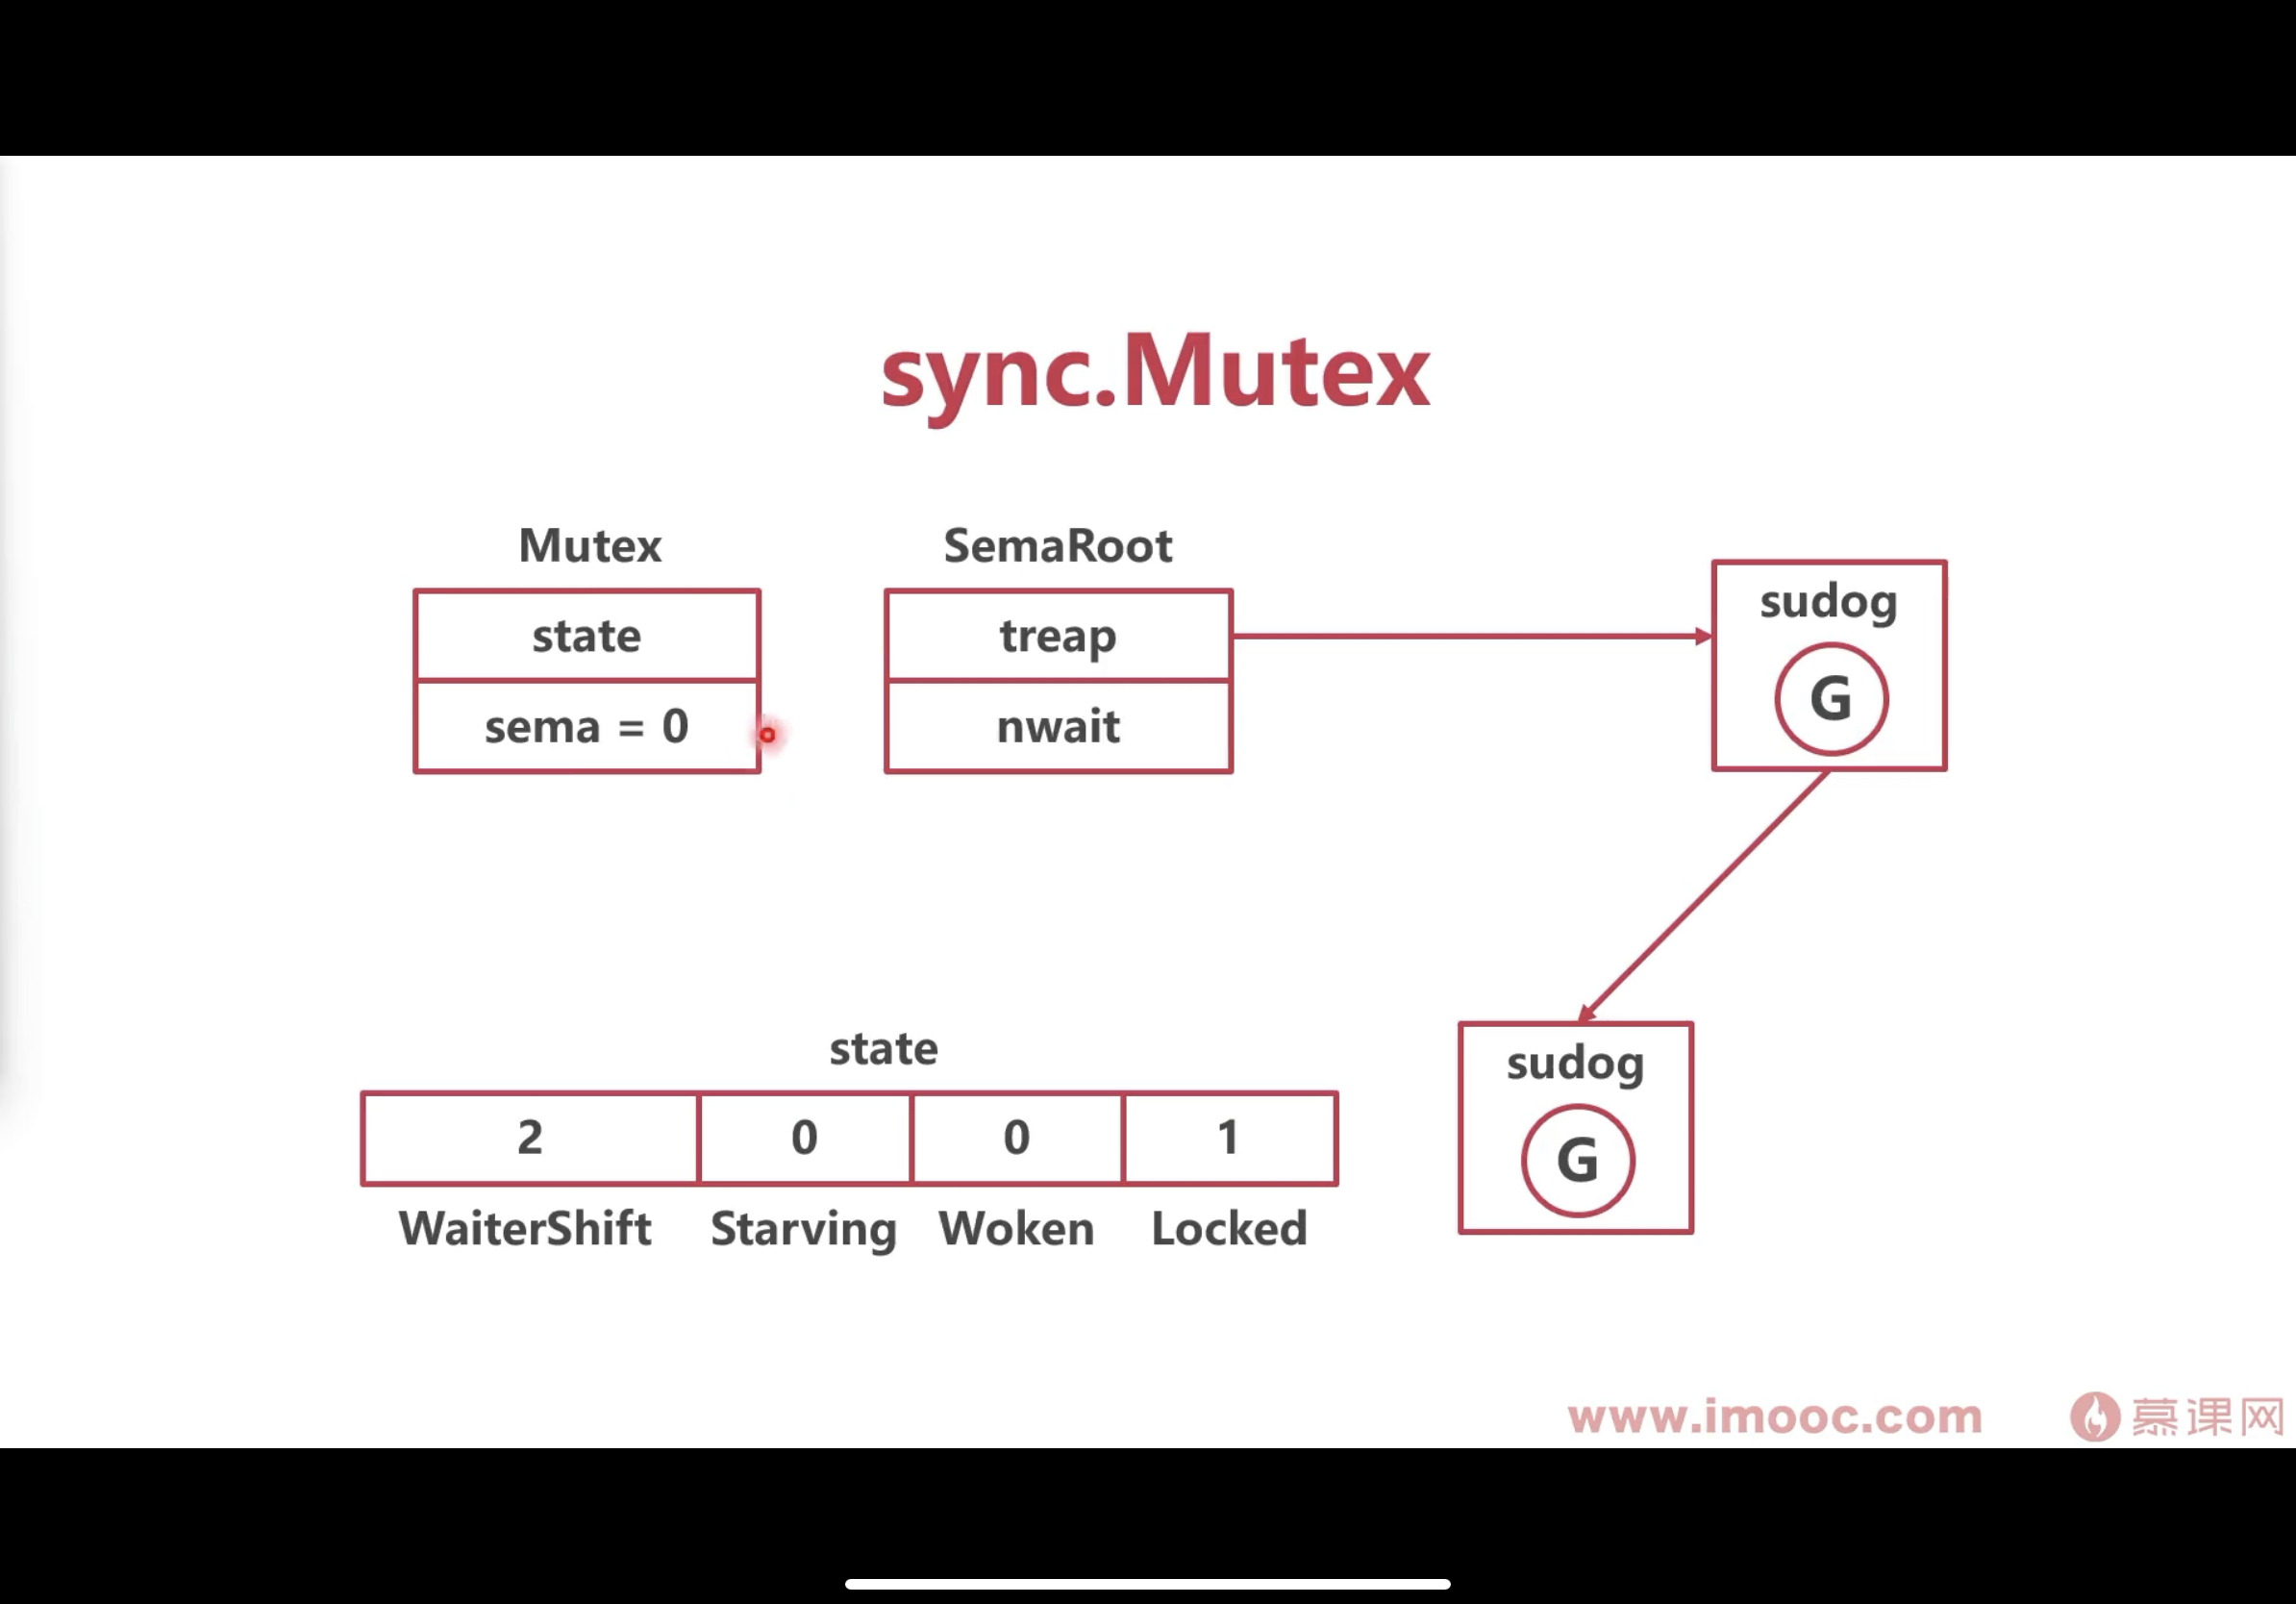 sync.Mutex
Mutex
SemaRoot
state
treap
sema = 0
nwait
sudog
G
state
2
0
0
1
WaiterShift
Starving
Woken
Locked
sudog
G
www.imooc.com
慕课网